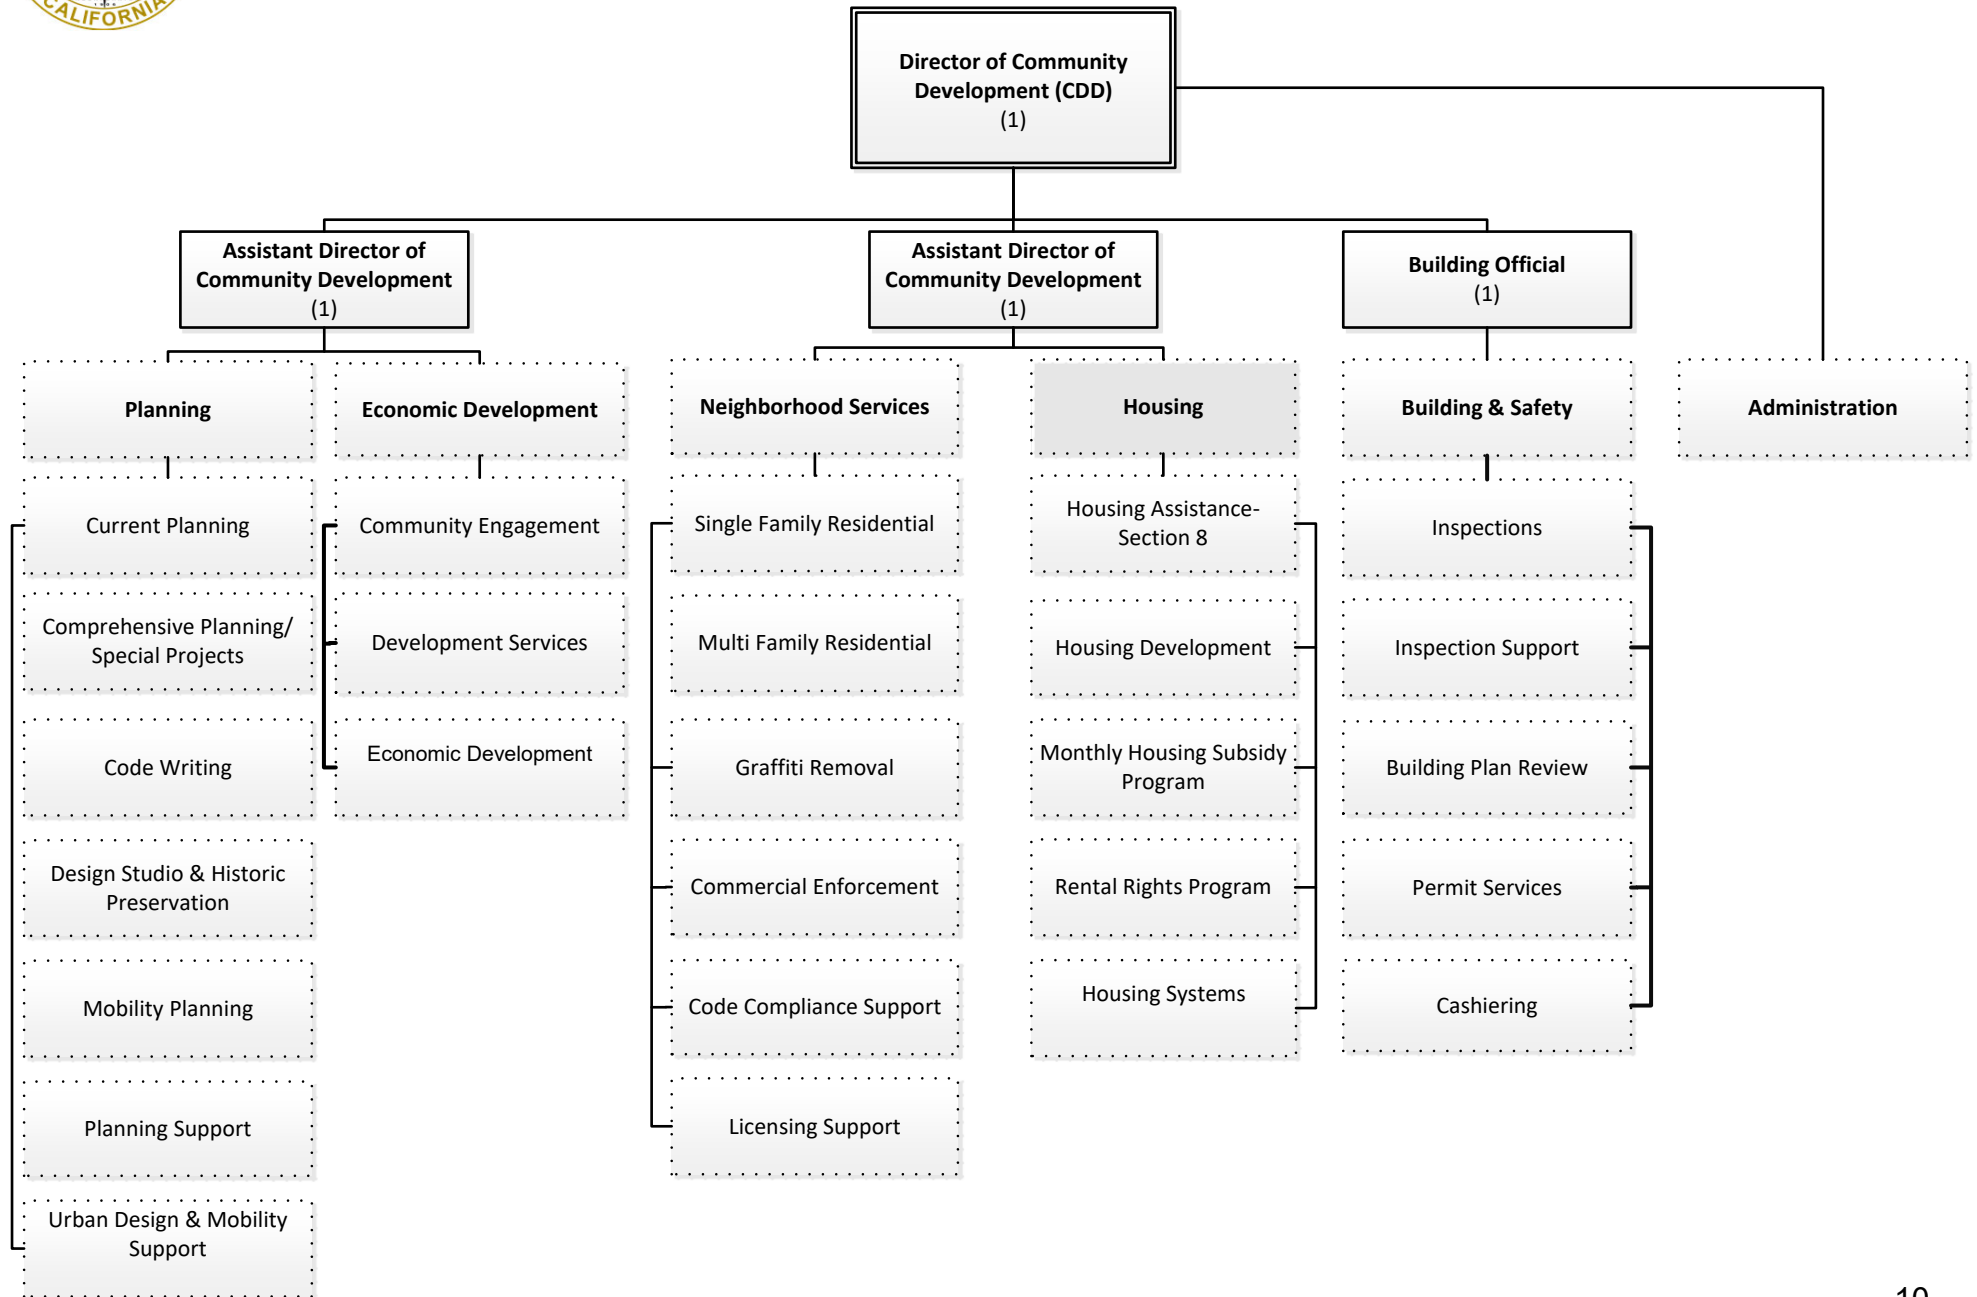 CALIFORNIA
Director of Community
Development (CDD)
(1)
Assistant Director of
Community Development
(1)
Assistant Director of
Community Development
(1)
Building Official
(1)
Planning
Economic Development
Neighborhood Services
Housing
Building & Safety
Administration
Current Planning
Comprehensive Planning/
Special Projects
Code Writing
Design Studio & Historic
Preservation
Mobility Planning
Planning Support
Urban Design & Mobility
Support
Community Engagement
Development Services
Economic Development
Single Family Residential
Multi Family Residential
Graffiti Removal
Commercial Enforcement
Code Compliance Support
Licensing Support
Housing Assistance-
Section 8
Housing Development
Monthly Housing Subsidy
Program
Rental Rights Program
Housing Systems
Inspections
Inspection Support
Building Plan Review
Permit Services
Cashiering